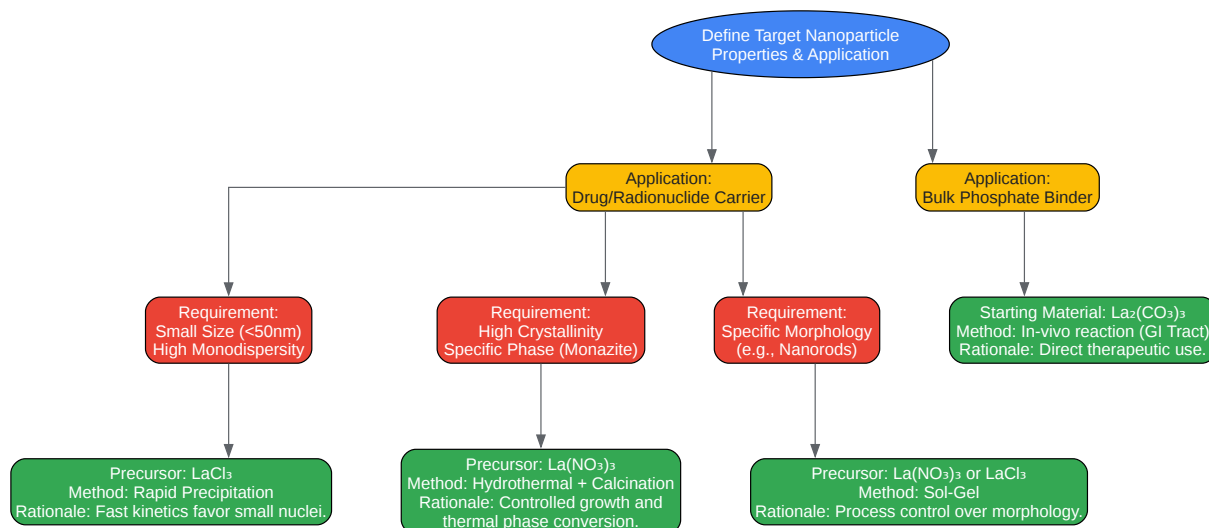 Define Target Nanoparticle
Properties & Application
Application:
Drug/Radionuclide Carrier
Application:
Bulk Phosphate Binder
Requirement:
Small Size (<50nm)
High Monodispersity
Requirement:
High Crystallinity
Specific Phase (Monazite)
Requirement:
Specific Morphology
(e.g., Nanorods)
Starting Material: La₂(CO₃)₃
Method: In-vivo reaction (GI Tract)
Rationale: Direct therapeutic use.
Precursor: LaCl₃
Method: Rapid Precipitation
Rationale: Fast kinetics favor small nuclei.
Precursor: La(NO₃)₃
Method: Hydrothermal + Calcination
Rationale: Controlled growth and
thermal phase conversion.
Precursor: La(NO₃)₃ or LaCl₃
Method: Sol-Gel
Rationale: Process control over morphology.